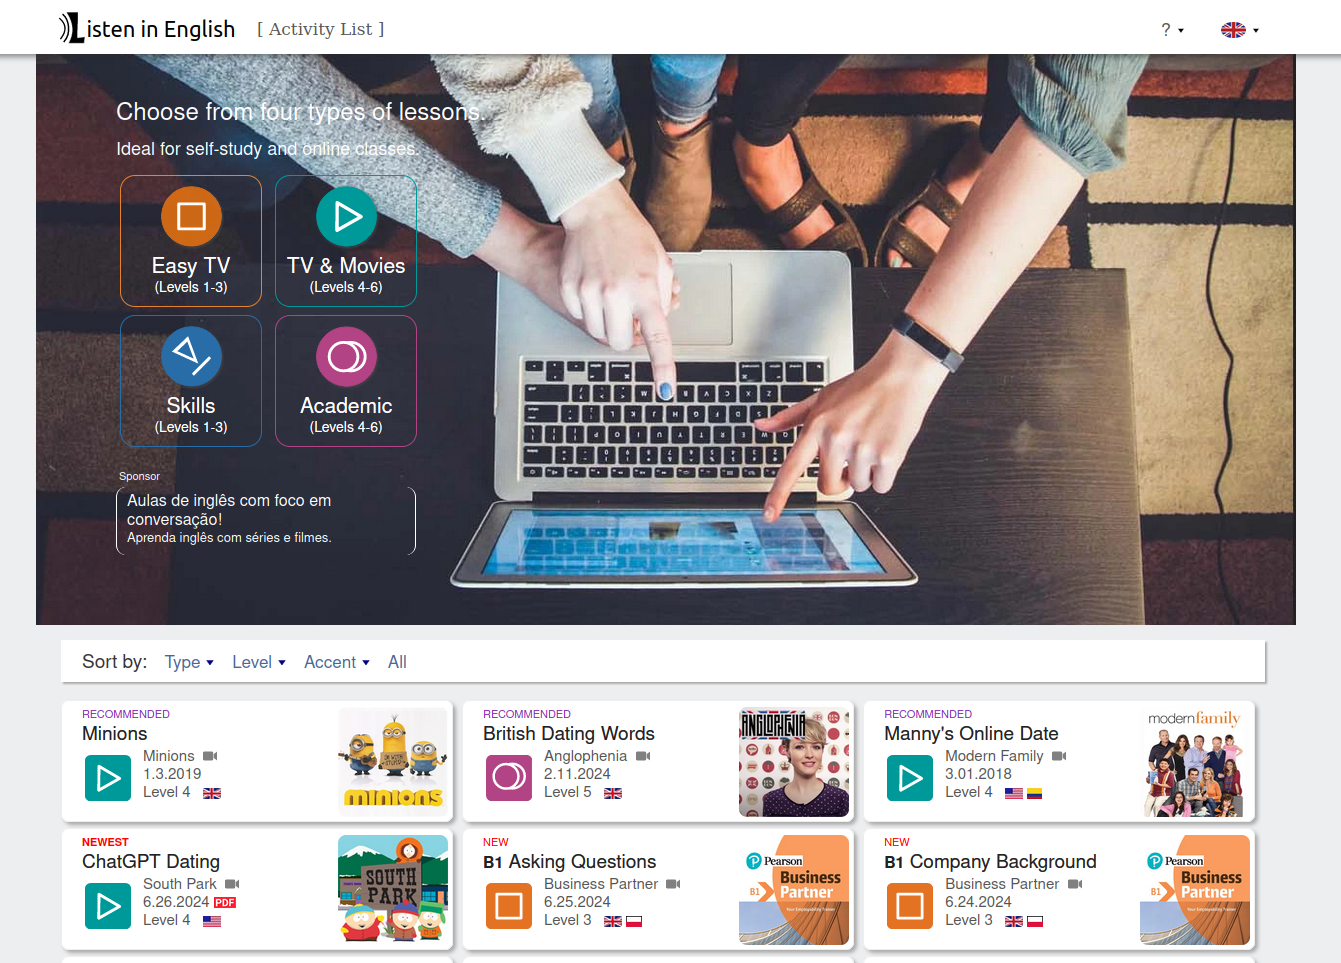 Listen in English
[ Activity List ]
?
Choose from four types of lessons.
Ideal for self-study and online classes.
Easy TV
(Levels 1-3)
TV & Movies
(Levels 4-6)
Skills
(Levels 1-3)
Academic
(Levels 4-6)
Sponsor
Aulas de inglês com foco em
conversação!
Aprenda inglês com séries e filmes.
Sort by: Type Level Accent All
RECOMMENDED
Minions
Minions
1.3.2019
Level 4
MINIONS
RECOMMENDED
British Dating Words
Anglophenia
2.11.2024
Level 5
ANGLOPHENIA
RECOMMENDED
Manny's Online Date
Modern Family
3.01.2018
Level 4
modern family
NEWEST
ChatGPT Dating
South Park
6.26.2024 PDF
Level 4
SOUTH
PARK
NEW
B1 Asking Questions
Business Partner
6.25.2024
Level 3
Pearson
Business
B1 Partner
NEW
B1 Company Background
Business Partner
6.24.2024
Level 3
Pearson
Business
B1 Partner